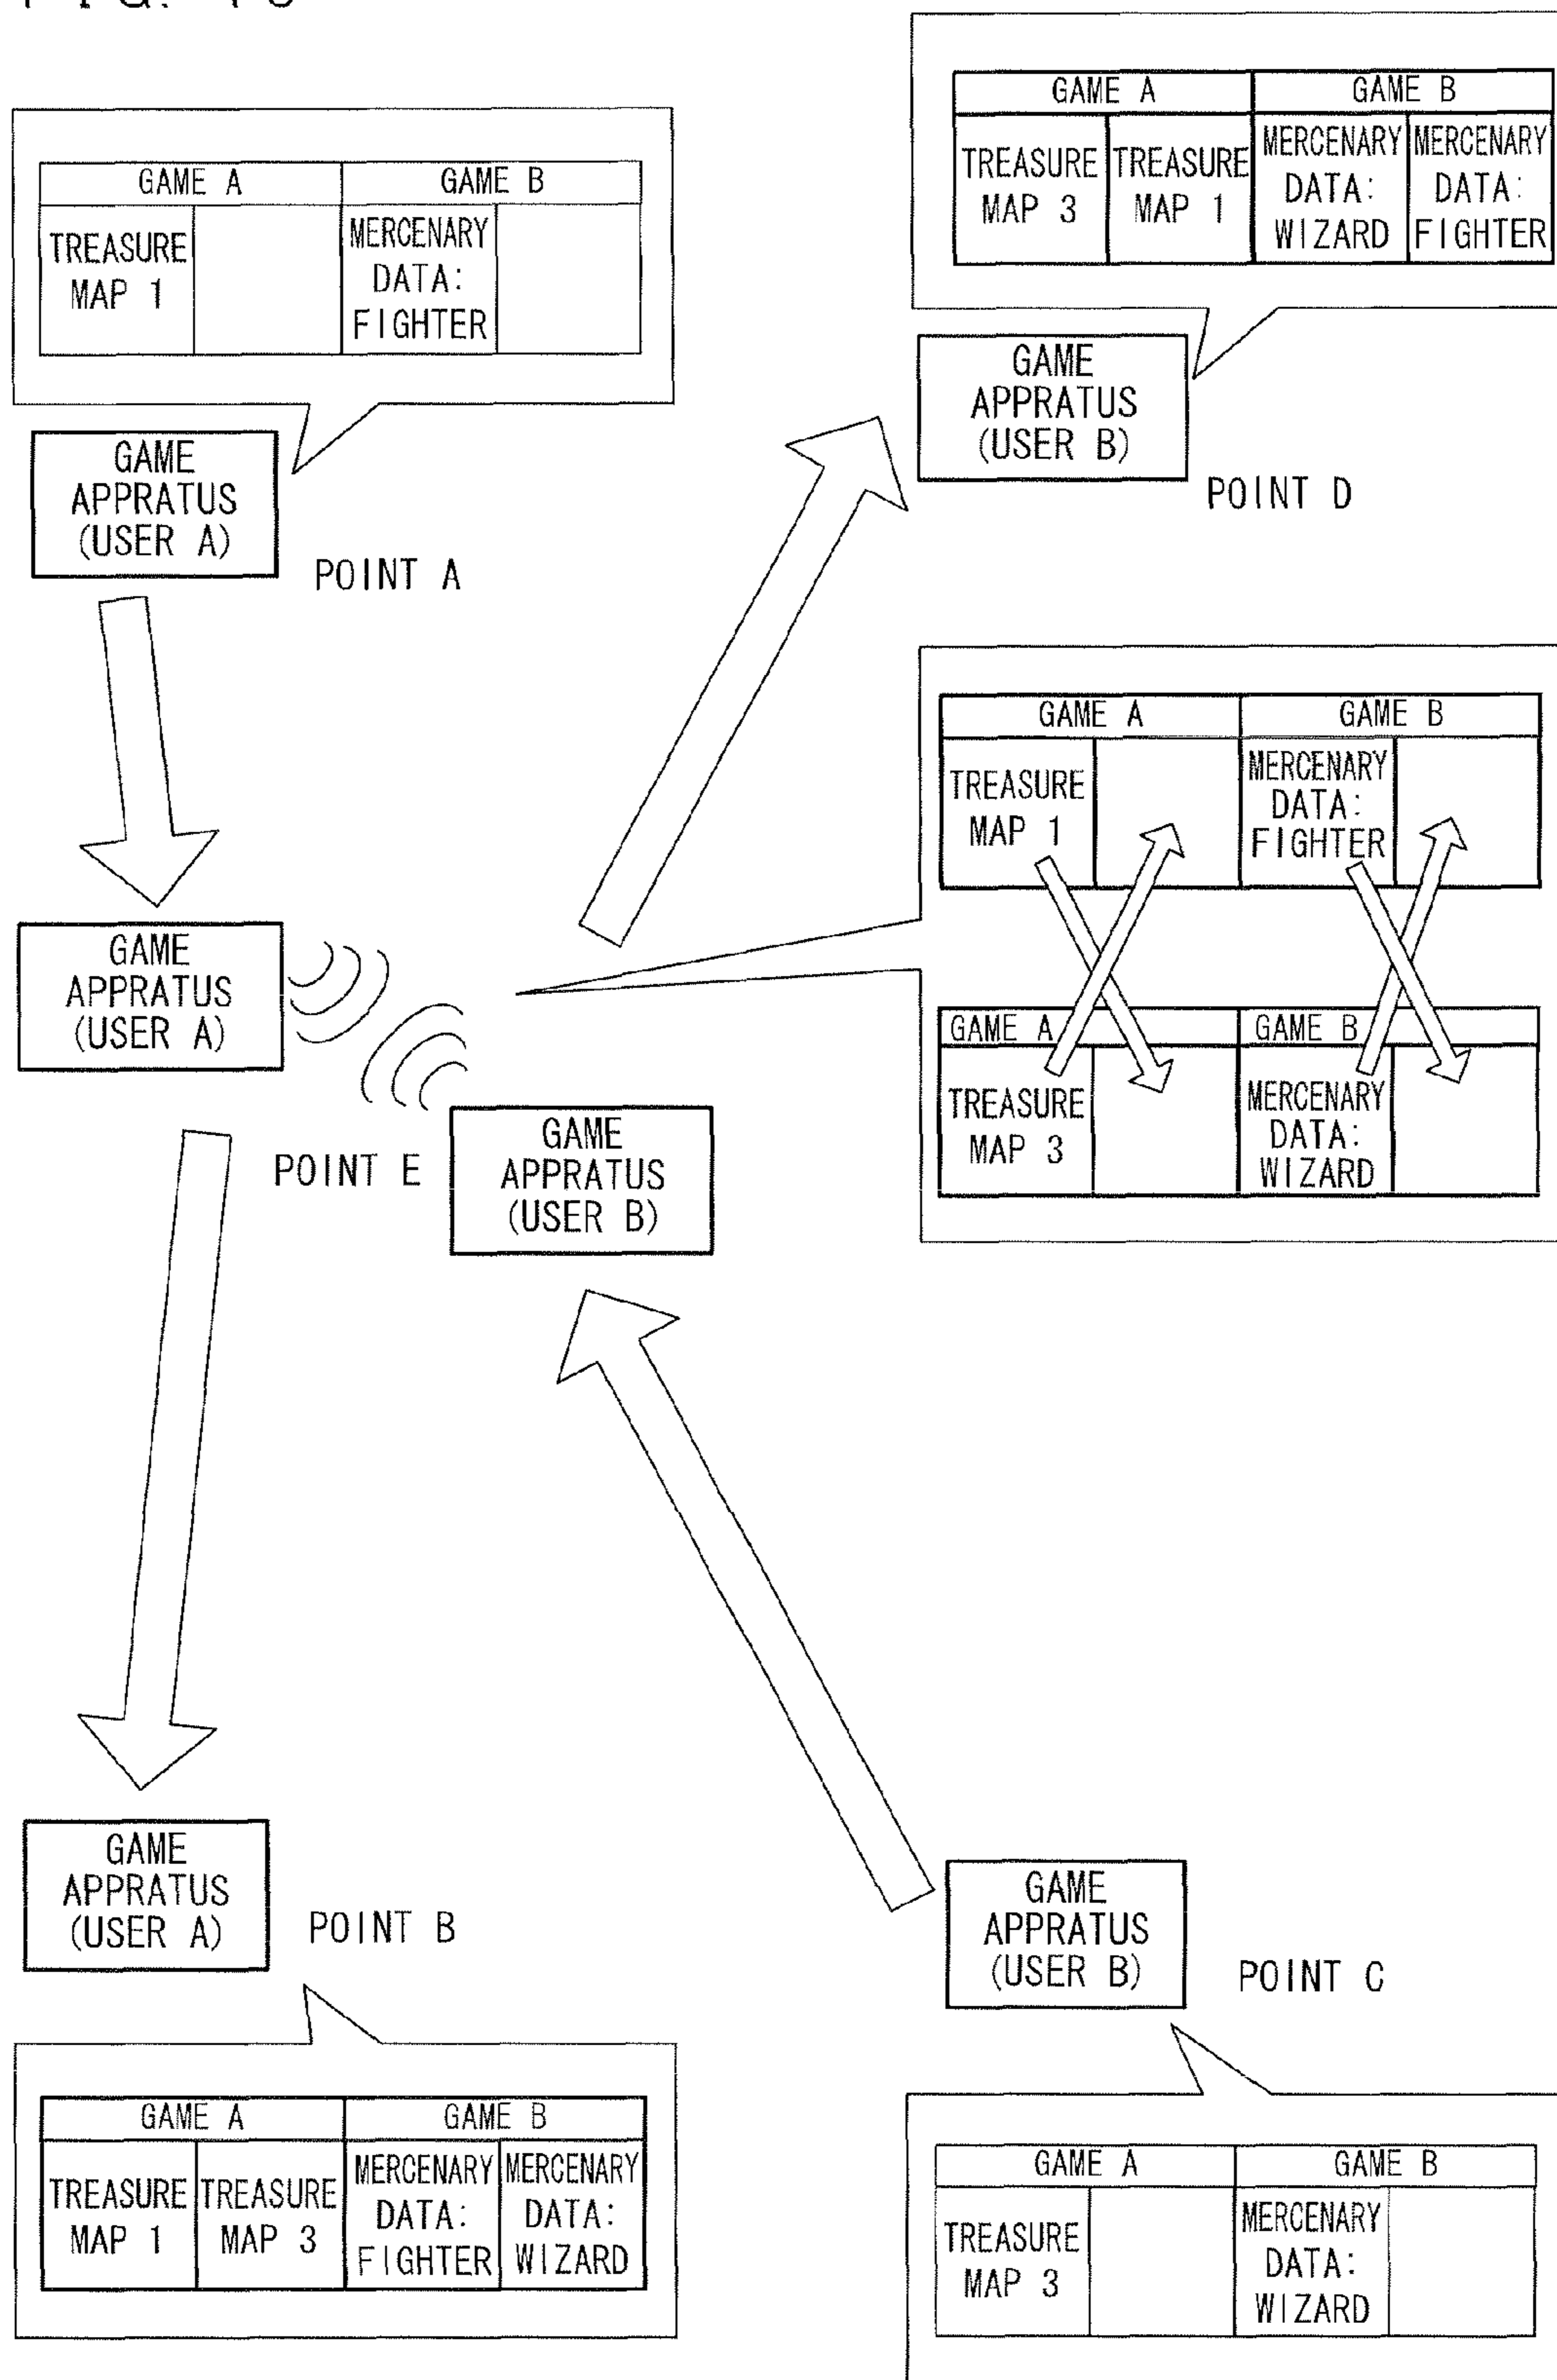 GAME A GAME B
TREASURE MAP 3 TREASURE MAP 1 MERCENARY DATA: WIZARD MERCENARY DATA: FIGHTER
GAME A GAME B
TREASURE MAP 1 MERCENARY DATA: FIGHTER
GAME
APPRATUS
(USER B)
POINT D
GAME
APPRATUS
(USER A)
POINT A
GAME A GAME B
TREASURE MAP 1 MERCENARY DATA: FIGHTER
GAME
APPRATUS
(USER A)
GAME A GAME B
TREASURE MAP 3 MERCENARY DATA: WIZARD
POINT E
GAME
APPRATUS
(USER B)
GAME
APPRATUS
(USER A)
POINT B
GAME
APPRATUS
(USER B)
POINT C
GAME A GAME B
TREASURE MAP 1 TREASURE MAP 3 MERCENARY DATA: FIGHTER MERCENARY DATA: WIZARD
GAME A GAME B
TREASURE MAP 3 MERCENARY DATA: WIZARD